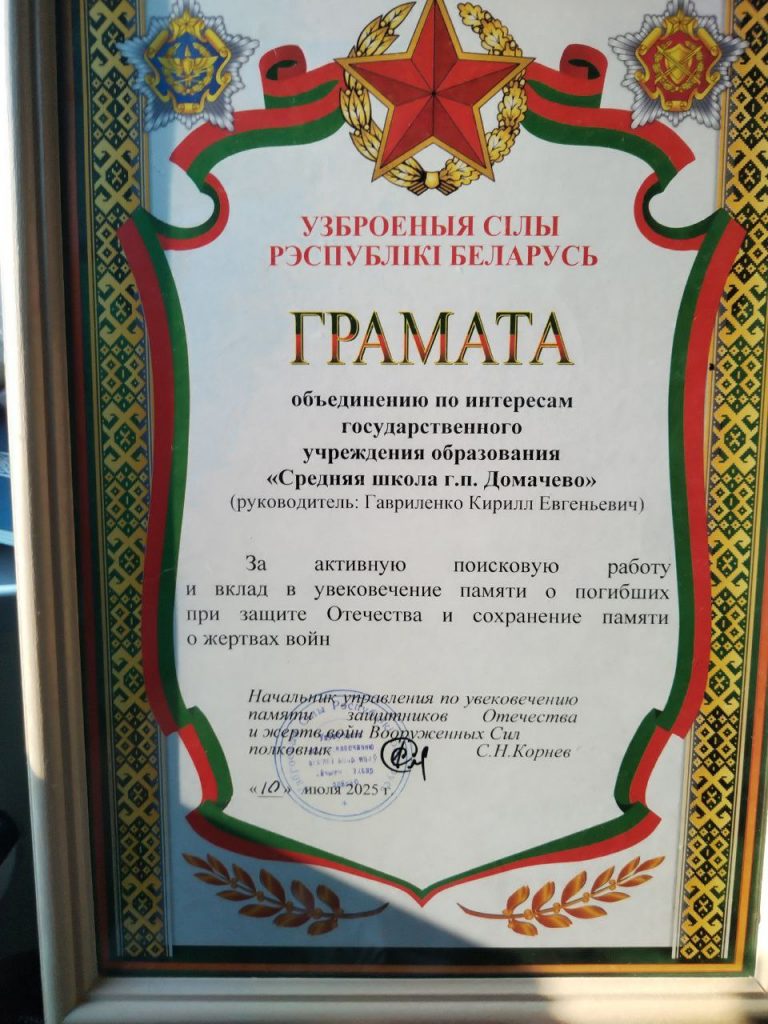 УЗБРОЕНЫЯ СІЛЫ
РЭСПУБЛІКІ БЕЛАРУСЬ
ГРАМАТА
объединению по интересам
государственного
учреждения образования
«Средняя школа г.п. Домачево»
(руководитель: Гавриленко Кирилл Евгеньевич)
За активную поисковую работу
и вклад в увековечение памяти о погибших
при защите Отечества и сохранение памяти
о жертвах войн
Начальник управления по увековечению
памяти защитников Отечества
и жертв войн Вооруженных Сил
полковник С.Н.Корнев
«10» июля 2025 г.